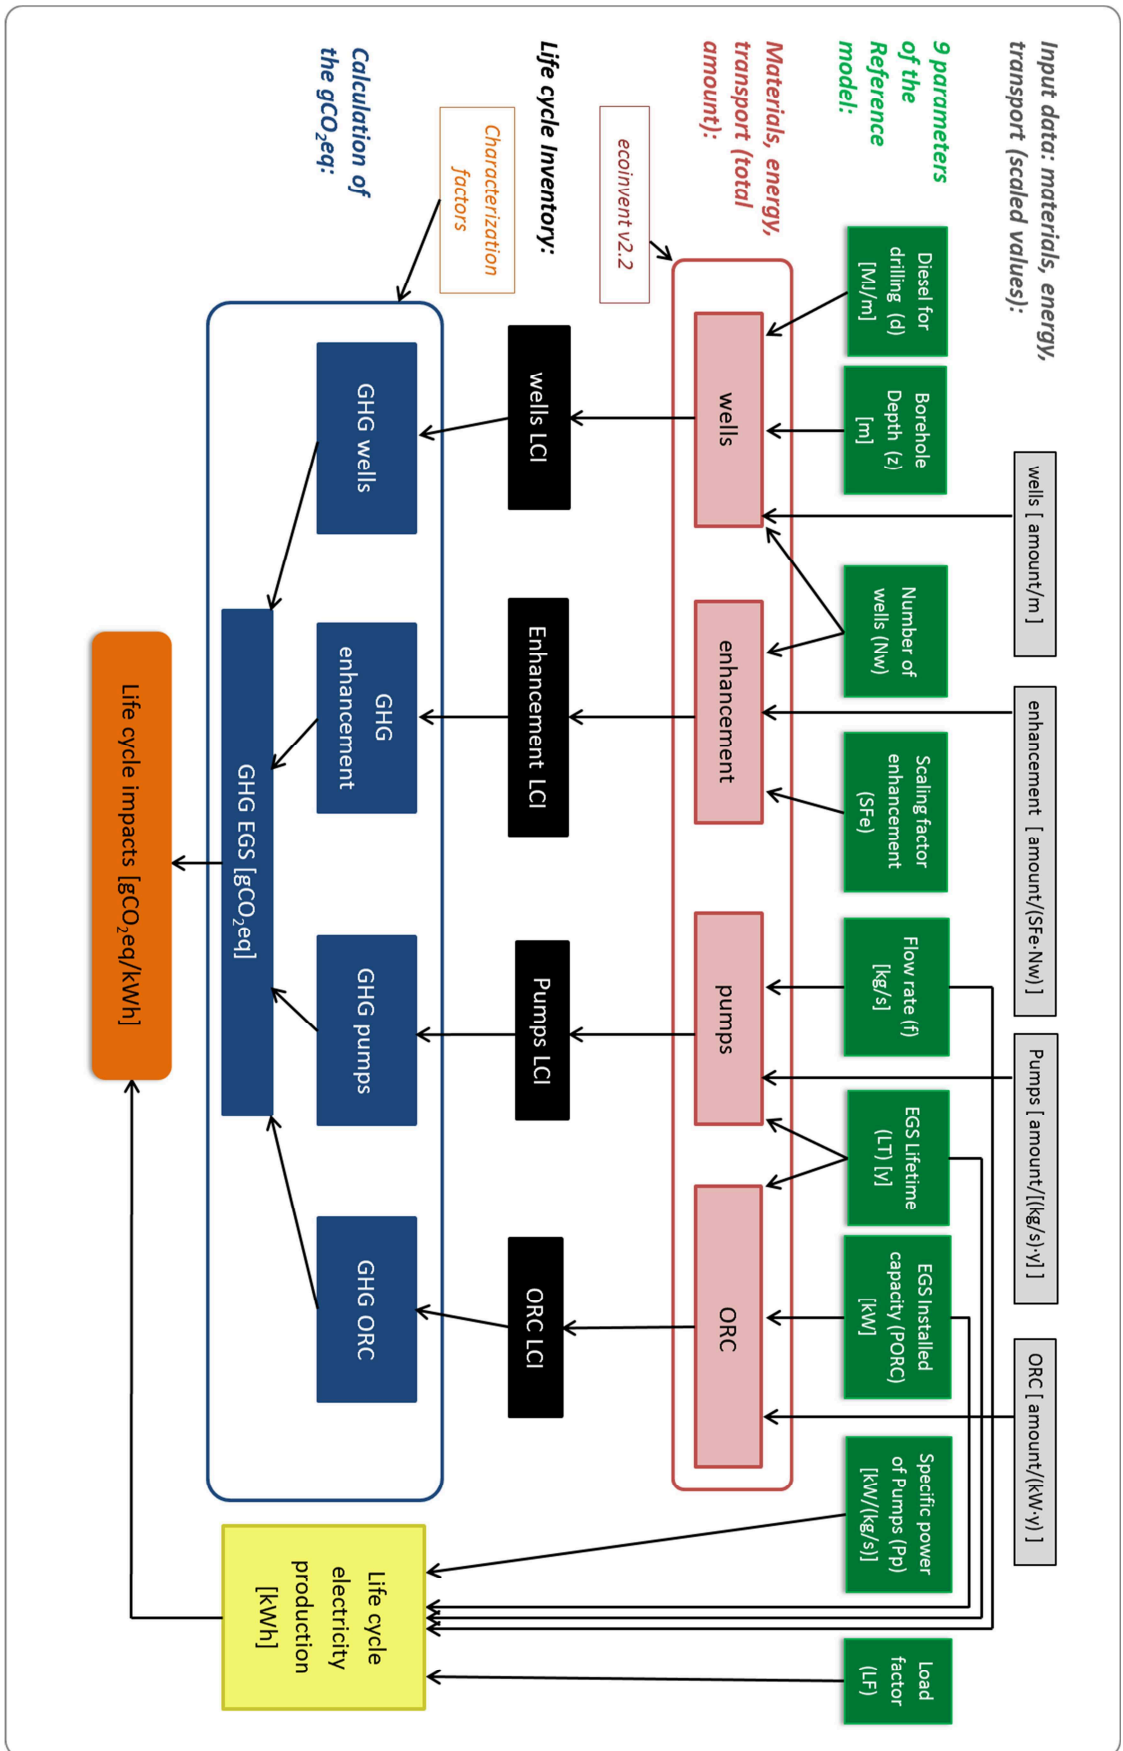 Input data: materials, energy,
transport (scaled values):
wells [ amount/m ]
enhancement [ amount/(SFe·Nw) ]
Pumps [ amount/[(kg/s)·y] ]
ORC [ amount/(kW·y) ]
9 parameters
of the
Reference
model:
Diesel for
drilling (d)
[MJ/m]
Borehole
Depth (z)
[m]
Number of
wells (Nw)
Scaling factor
enhancement
(SFe)
Flow rate (f)
[kg/s]
EGS Lifetime
(LT) [y]
EGS Installed
capacity (PORC)
[kW]
Specific power
of Pumps (Pp)
[kW/(kg/s)]
Load
factor
(LF)
Materials, energy,
transport (total
amount):
wells
enhancement
pumps
ORC
ecoinvent v2.2
Life cycle Inventory:
wells LCI
Enhancement LCI
Pumps LCI
ORC LCI
Characterization
factors
Calculation of
the gCO₂eq:
GHG wells
GHG
enhancement
GHG pumps
GHG ORC
GHG EGS [gCO₂eq]
Life cycle
electricity
production
[kWh]
Life cycle impacts [gCO₂eq/kWh]